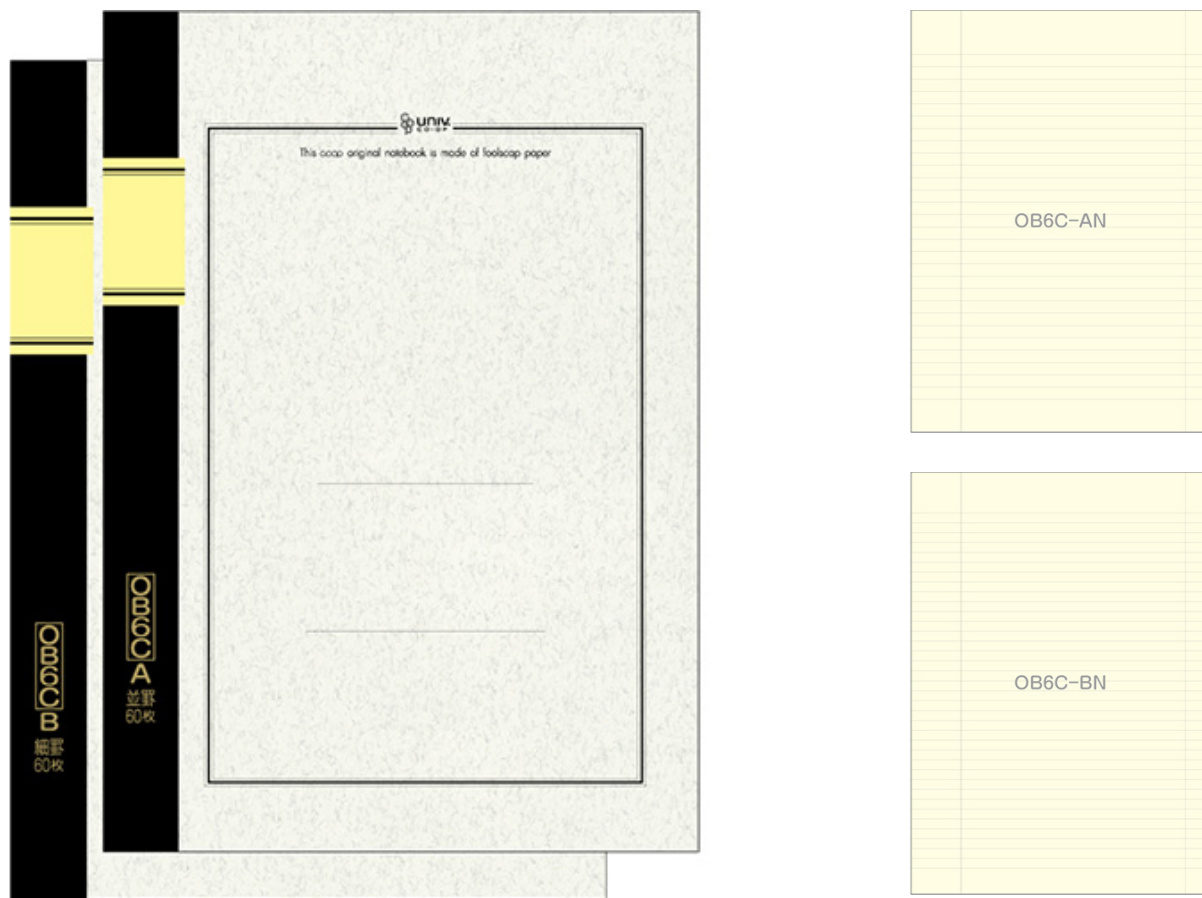 univ.
CO-OP
This coop original notebook is made of foolscap paper
OB6C
A
並罫
60枚
OB6C
B
細罫
60枚
OB6C-AN
OB6C-BN